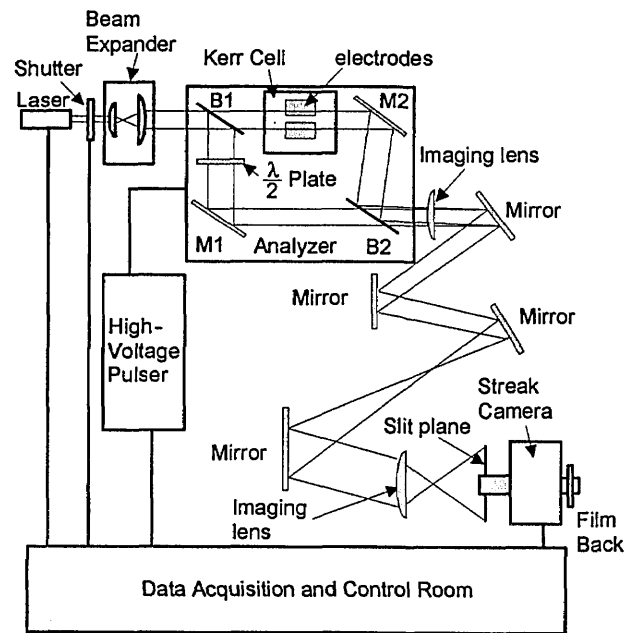 Beam
Expander
Shutter
Laser
Kerr Cell
electrodes
B1
M2
λ/2 Plate
Imaging
lens
Mirror
M1
Analyzer
B2
High-
Voltage
Pulser
Mirror
Mirror
Streak
Camera
Slit plane
Mirror
Imaging
lens
Film
Back
Data Acquisition and Control Room